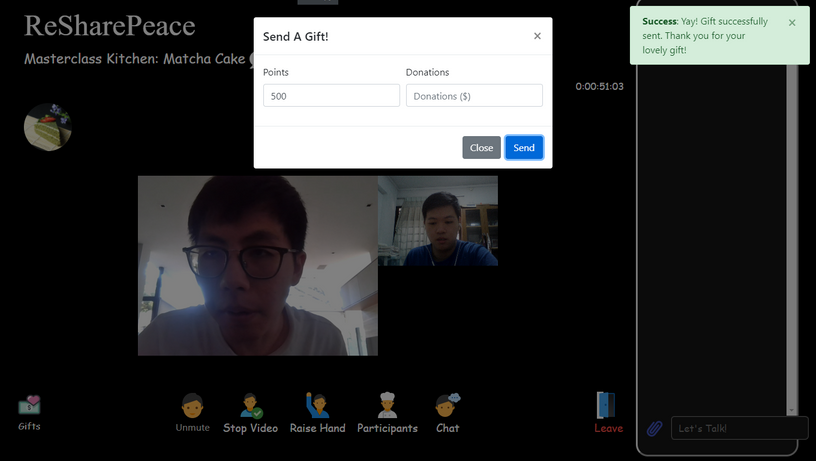 ReSharePeace
Masterclass Kitchen: Matcha Cake
Send A Gift!
×
Points
Donations
500
Donations ($)
Close
Send
Success: Yay! Gift successfully
sent. Thank you for your
lovely gift!
×
0:00:51:03
Gifts
Unmute
Stop Video
Raise Hand
Participants
Chat
Leave
Let's Talk!